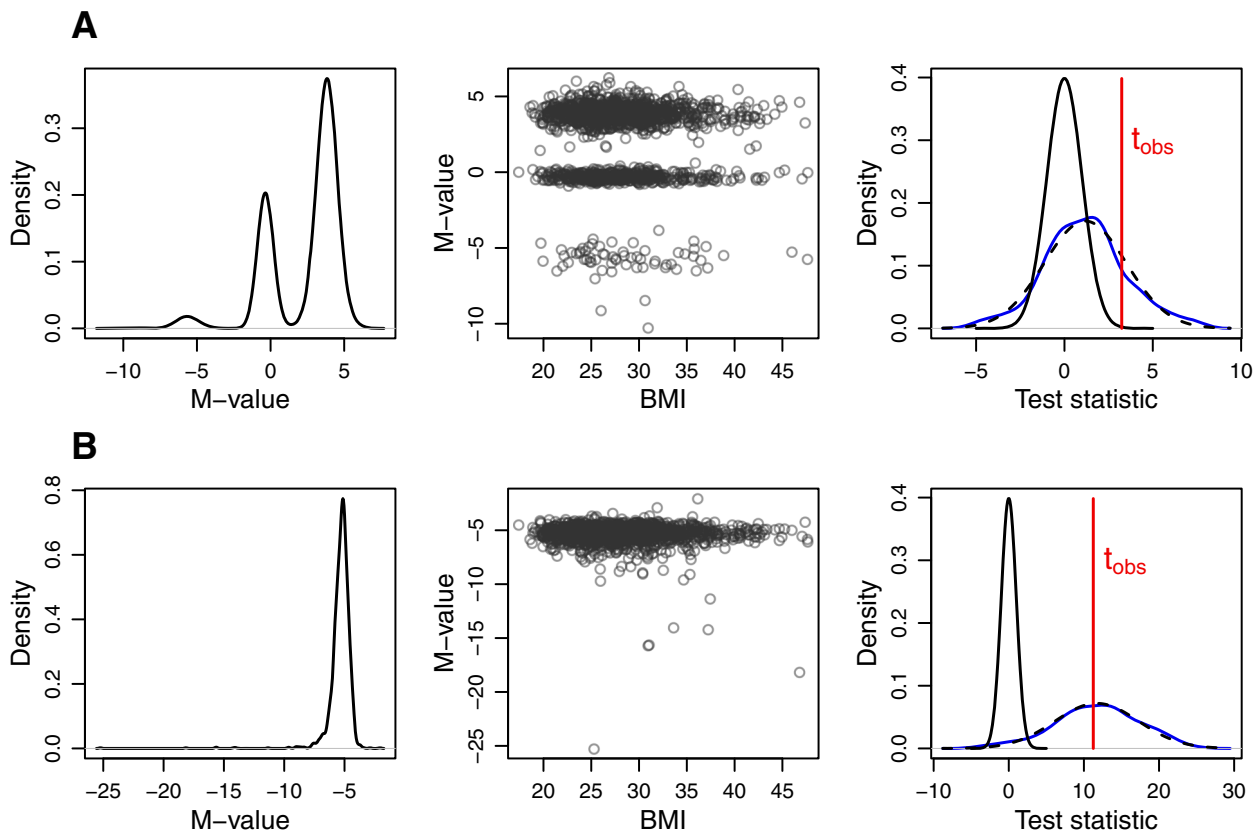 A
Density
0.0 0.1 0.2 0.3
−10 −5 0 5
M−value
M−value
−10 −5 0 5
20 25 30 35 40 45
BMI
Density
0.0 0.1 0.2 0.3 0.4
tobs
−5 0 5 10
Test statistic
B
Density
0.0 0.2 0.4 0.6 0.8
−25 −20 −15 −10 −5
M−value
M−value
−25 −20 −15 −10 −5
20 25 30 35 40 45
BMI
Density
0.0 0.1 0.2 0.3 0.4
tobs
−10 0 10 20 30
Test statistic